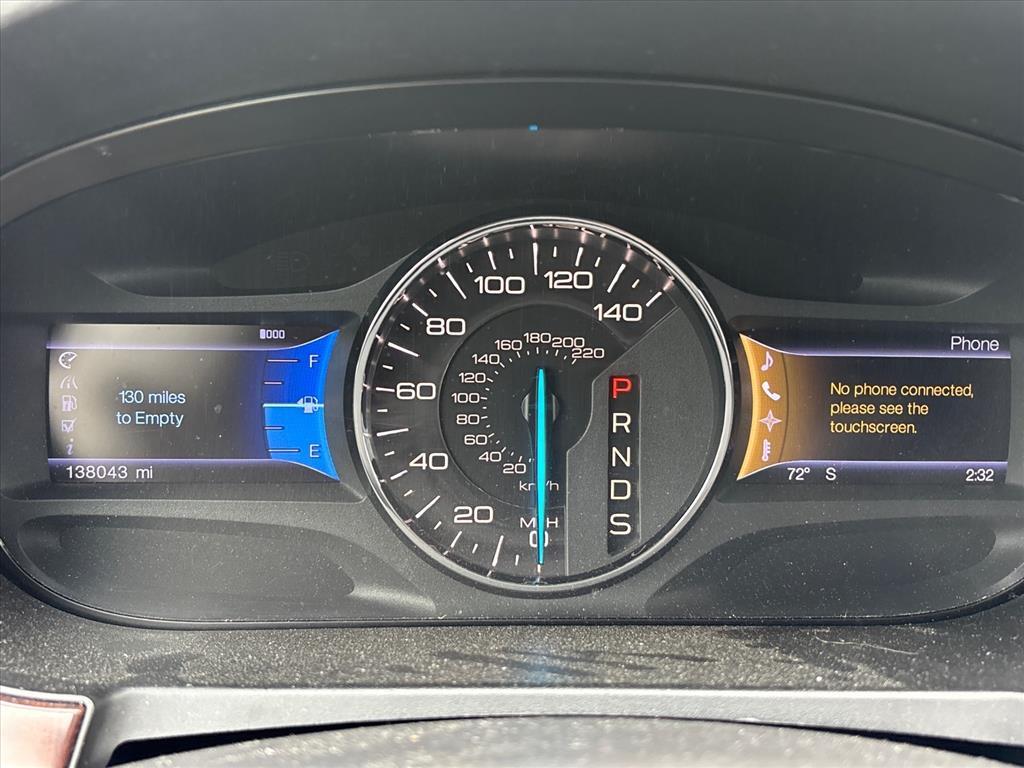 000
F
130 miles
to Empty
E
138043 mi
0
20
40
60
80
100
120
140
MPH
20
40
60
80
100
120
140
160
180
200
220
km/h
P
R
N
D
S
Phone
No phone connected,
please see the
touchscreen.
72° S
2:32